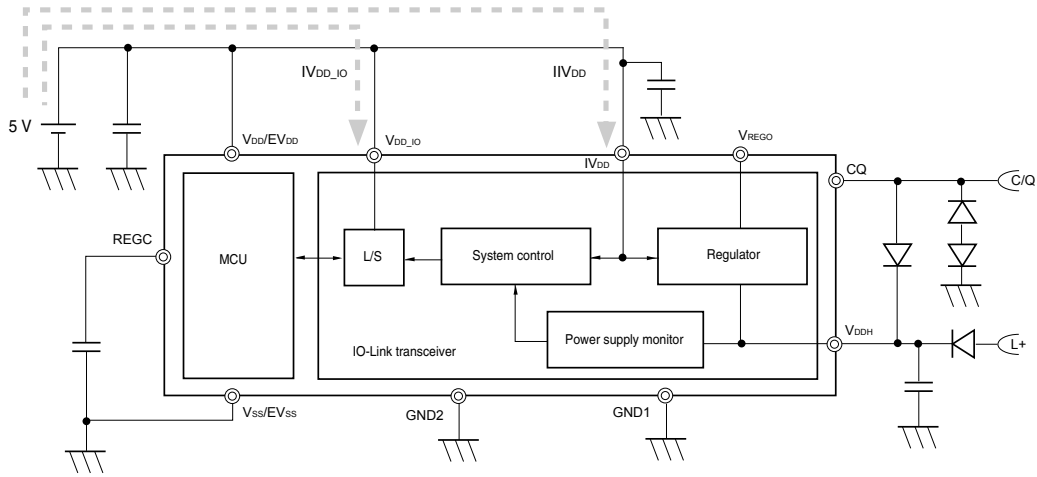 IVDD_IO
IIVDD
5 V
VDD/EVDD
VDD_IO
IVDD
VREGO
CQ
C/Q
REGC
MCU
L/S
System control
Regulator
Power supply monitor
IO-Link transceiver
VDDH
L+
VSS/EVSS
GND2
GND1